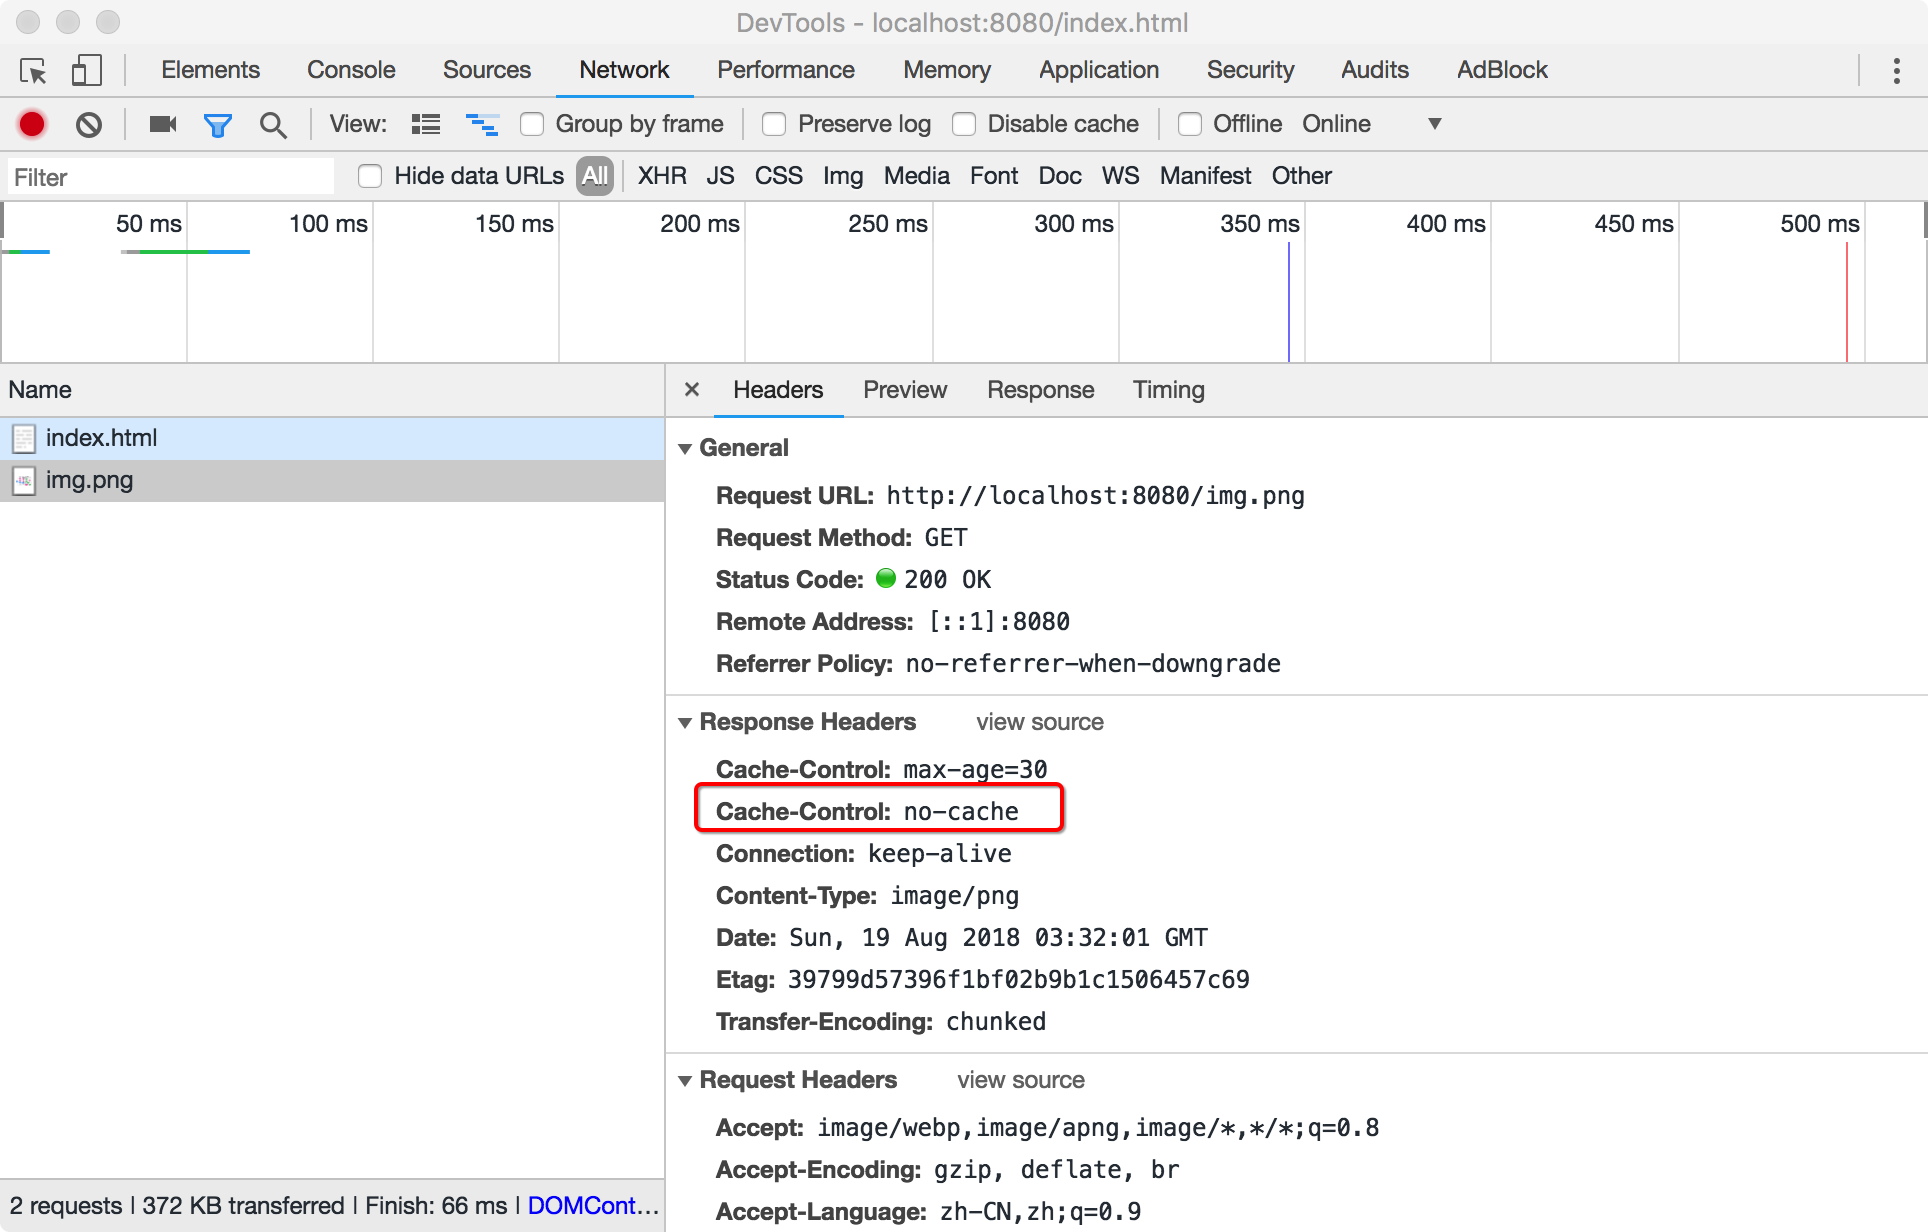 DevTools - localhost:8080/index.html
Elements Console Sources Network Performance Memory Application Security Audits AdBlock
View: Group by frame Preserve log Disable cache Offline Online
Filter Hide data URLs All XHR JS CSS Img Media Font Doc WS Manifest Other
50 ms 100 ms 150 ms 200 ms 250 ms 300 ms 350 ms 400 ms 450 ms 500 ms
Name
index.html
img.png
Headers Preview Response Timing
General
Request URL: http://localhost:8080/img.png
Request Method: GET
Status Code: 200 OK
Remote Address: [::1]:8080
Referrer Policy: no-referrer-when-downgrade
Response Headers view source
Cache-Control: max-age=30
Cache-Control: no-cache
Connection: keep-alive
Content-Type: image/png
Date: Sun, 19 Aug 2018 03:32:01 GMT
Etag: 39799d57396f1bf02b9b1c1506457c69
Transfer-Encoding: chunked
Request Headers view source
Accept: image/webp,image/apng,image/*,*/*;q=0.8
Accept-Encoding: gzip, deflate, br
Accept-Language: zh-CN,zh;q=0.9
2 requests | 372 KB transferred | Finish: 66 ms | DOMCont...